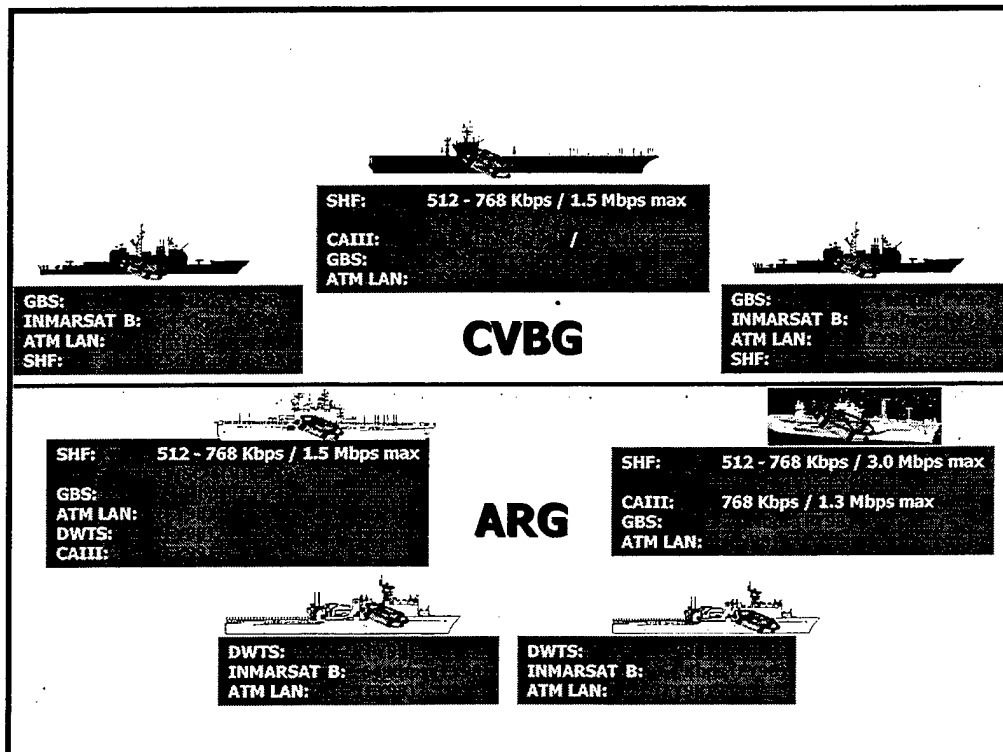 SHF: 512 - 768 Kbps / 1.5 Mbps max
CAIII: /
GBS:
ATM LAN:
GBS:
INMARSAT B:
ATM LAN:
SHF:
CVBG
GBS:
INMARSAT B:
ATM LAN:
SHF:
SHF: 512 - 768 Kbps / 1.5 Mbps max
GBS:
ATM LAN:
DWTS:
CAIII:
ARG
SHF: 512 - 768 Kbps / 3.0 Mbps max
CAIII: 768 Kbps / 1.3 Mbps max
GBS:
ATM LAN:
DWTS:
INMARSAT B:
ATM LAN:
DWTS:
INMARSAT B:
ATM LAN: